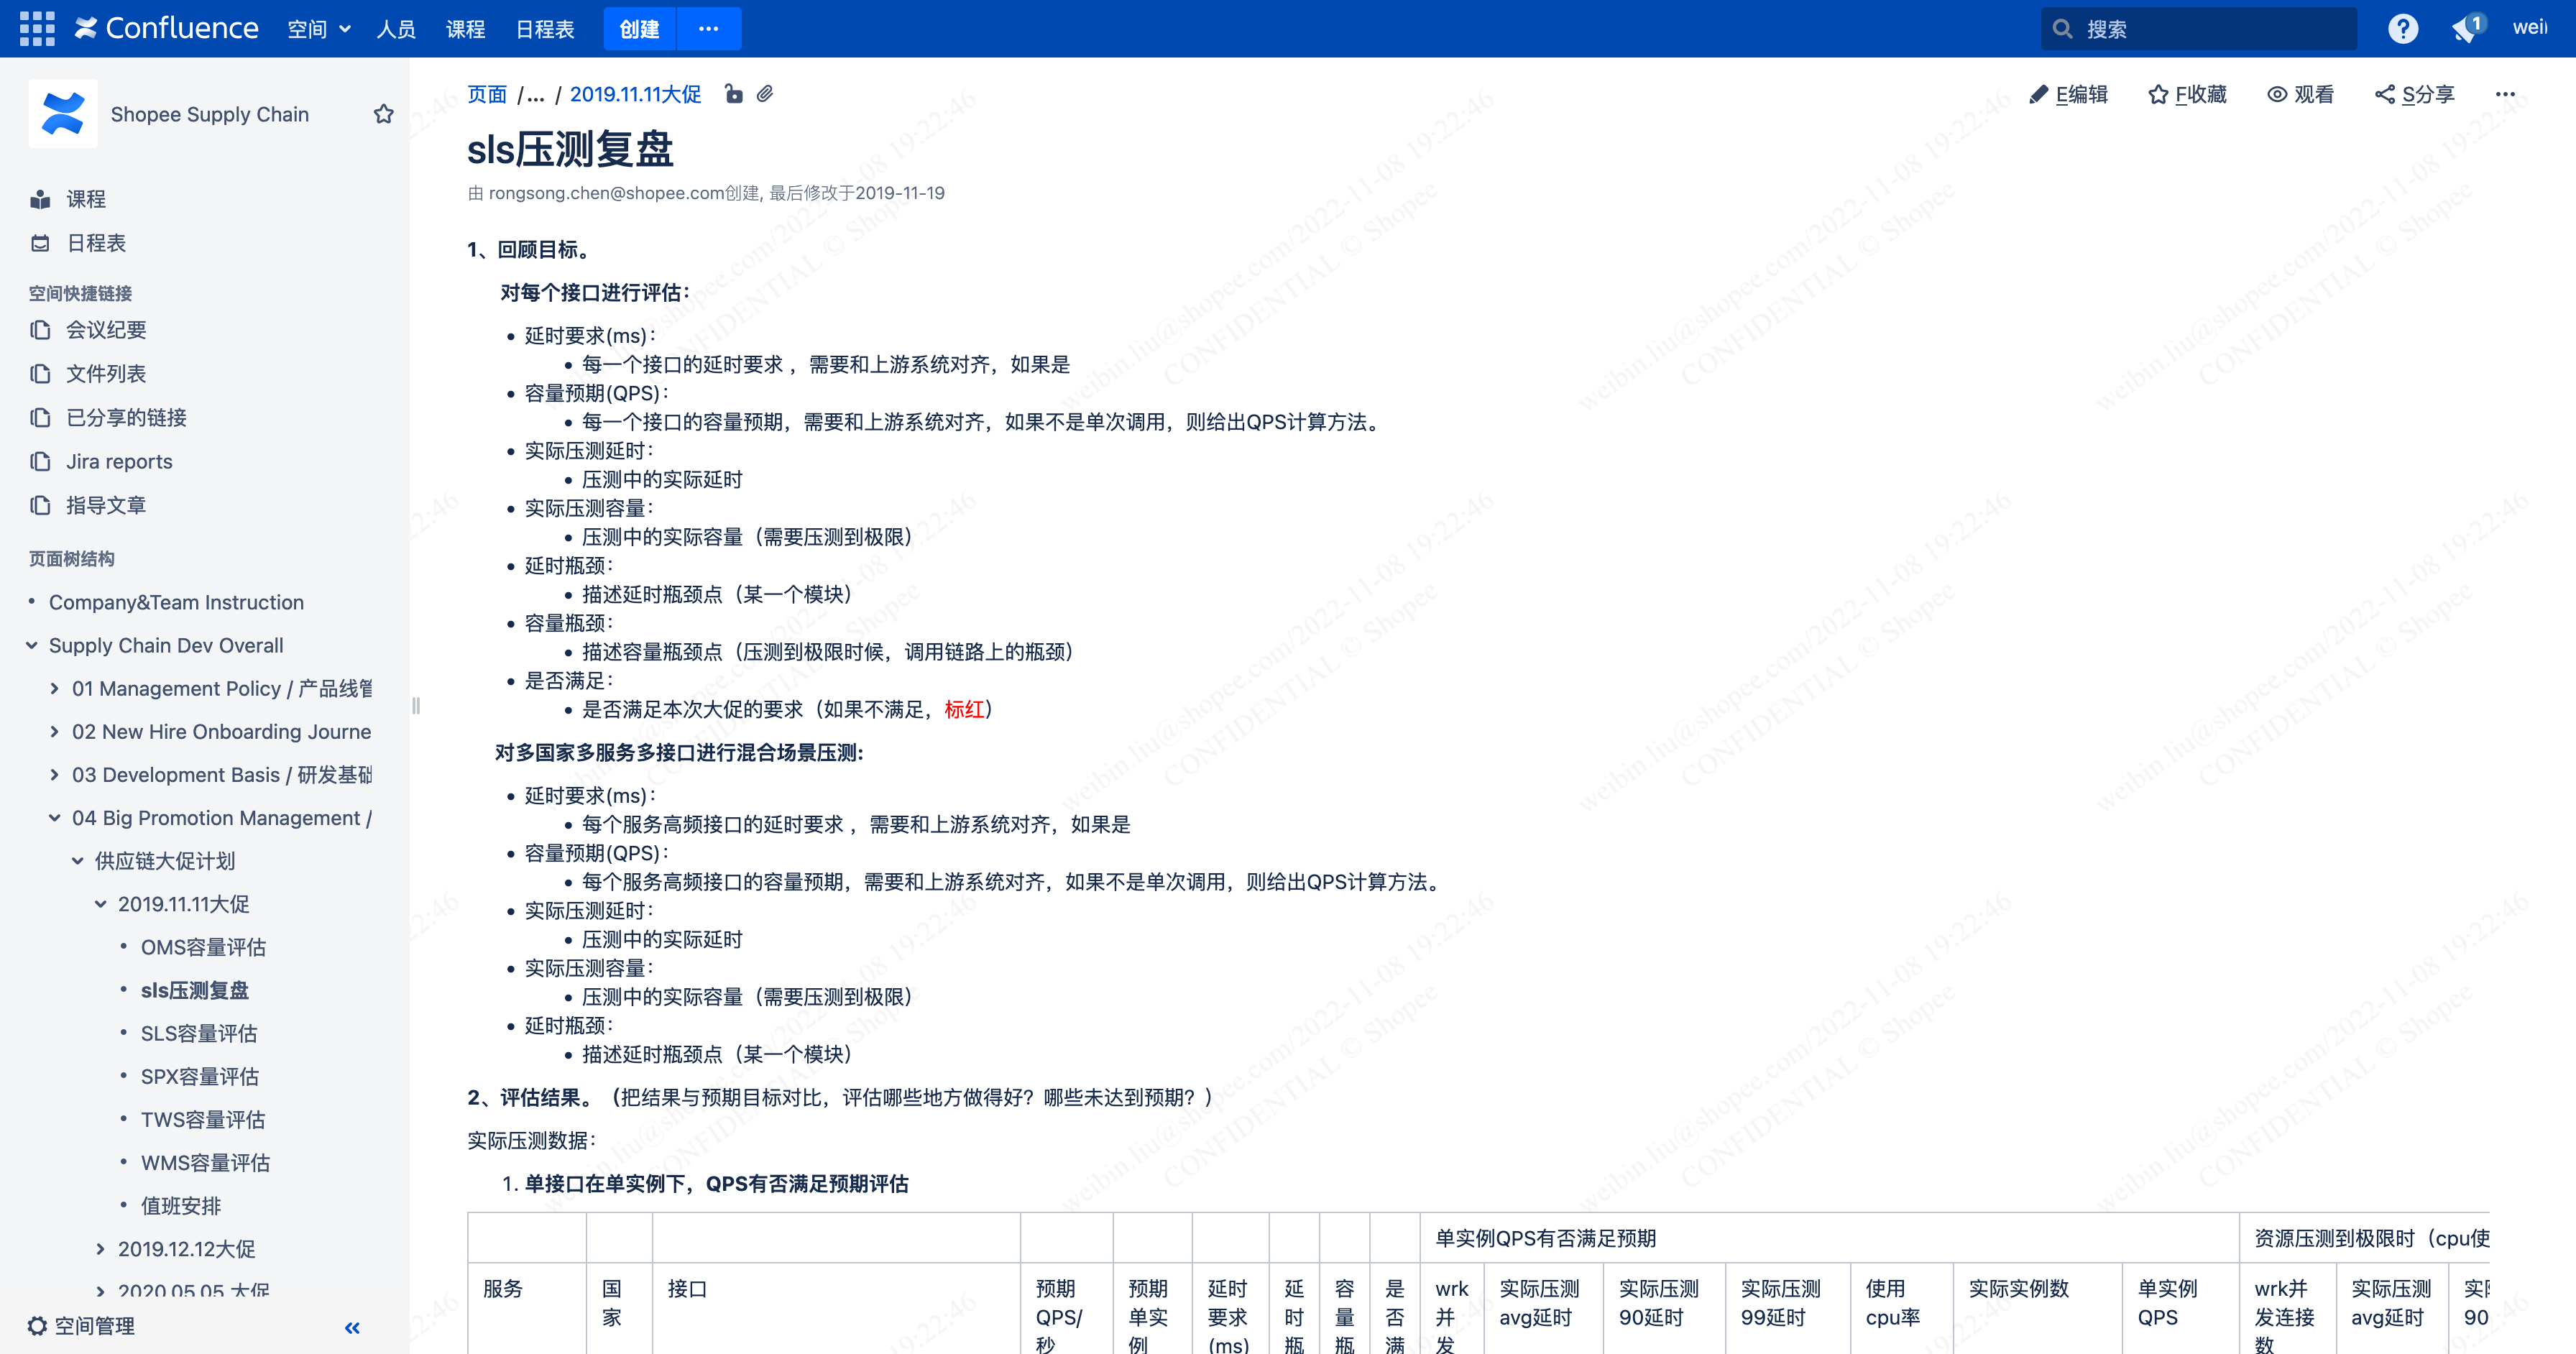 Confluence 空间 人员 课程 日程表 创建 ··· 搜索 1
Shopee Supply Chain
课程
日程表
空间快捷链接
会议纪要
文件列表
已分享的链接
Jira reports
指导文章
页面树结构
• Company&Team Instruction
Supply Chain Dev Overall
01 Management Policy / 产品线管
02 New Hire Onboarding Journe
03 Development Basis / 研发基础
04 Big Promotion Management /
供应链大促计划
2019.11.11大促
• OMS容量评估
• sls压测复盘
• SLS容量评估
• SPX容量评估
• TWS容量评估
• WMS容量评估
• 值班安排
2019.12.12大促
2020.05.05 大促
空间管理
页面 /... / 2019.11.11大促
E编辑 F收藏 观看 S分享 ···
sls压测复盘
由 rongsong.chen@shopee.com创建, 最后修改于2019-11-19
1、回顾目标。
对每个接口进行评估：
• 延时要求(ms)：
• 每一个接口的延时要求 ，需要和上游系统对齐，如果是
• 容量预期(QPS)：
• 每一个接口的容量预期，需要和上游系统对齐，如果不是单次调用，则给出QPS计算方法。
• 实际压测延时：
• 压测中的实际延时
• 实际压测容量：
• 压测中的实际容量（需要压测到极限）
• 延时瓶颈：
• 描述延时瓶颈点（某一个模块）
• 容量瓶颈：
• 描述容量瓶颈点（压测到极限时候，调用链路上的瓶颈）
• 是否满足：
• 是否满足本次大促的要求（如果不满足，标红）
对多国家多服务多接口进行混合场景压测:
• 延时要求(ms)：
• 每个服务高频接口的延时要求 ，需要和上游系统对齐，如果是
• 容量预期(QPS)：
• 每个服务高频接口的容量预期，需要和上游系统对齐，如果不是单次调用，则给出QPS计算方法。
• 实际压测延时：
• 压测中的实际延时
• 实际压测容量：
• 压测中的实际容量（需要压测到极限）
• 延时瓶颈：
• 描述延时瓶颈点（某一个模块）
2、评估结果。（把结果与预期目标对比，评估哪些地方做得好？哪些未达到预期？）
实际压测数据：
1. 单接口在单实例下，QPS有否满足预期评估
单实例QPS有否满足预期 资源压测到极限时（cpu使
服务 国家 接口 预期QPS/秒 预期单实例 延时要求(ms) 延时瓶 容量瓶 是否满 wrk并发 实际压测avg延时 实际压测90延时 实际压测99延时 使用cpu率 实际实例数 单实例QPS wrk并发连接数 实际压测avg延时 90
weibin.liu@shopee.com/2022-11-08 19:22:46
CONFIDENTIAL © Shopee